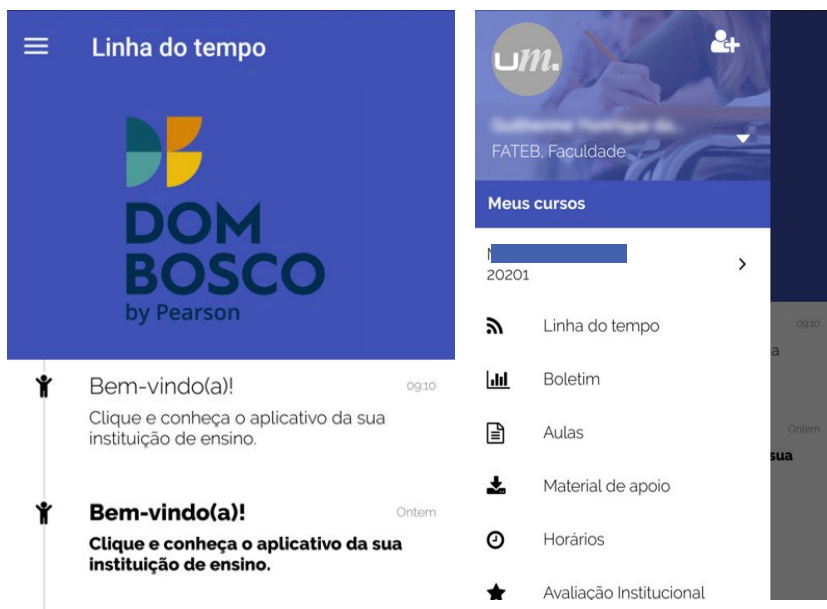 Linha do tempo
DOM
BOSCO
by Pearson
Bem-vindo(a)!
09:10
Clique e conheça o aplicativo da sua
instituição de ensino.
Bem-vindo(a)!
Ontem
Clique e conheça o aplicativo da sua
instituição de ensino.
um.
FATEB, Faculdade
Meus cursos
20201
Linha do tempo
09:10
a
Boletim
Aulas
Ontem
sua
Material de apoio
Horários
Avaliação Institucional